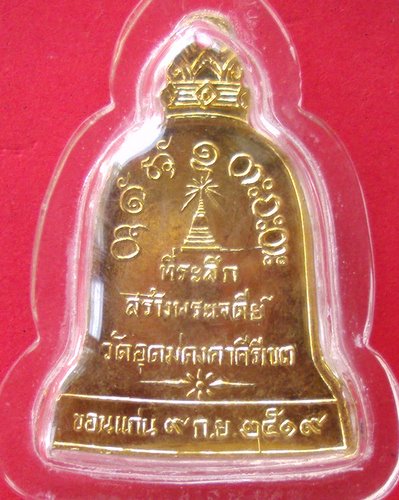 ที่ระลึก
สร้างพระเจดีย์
วัดอุดมคงคาคีรีเขต
ขอนแก่น ๙ ก.ย ๒๕๑๙